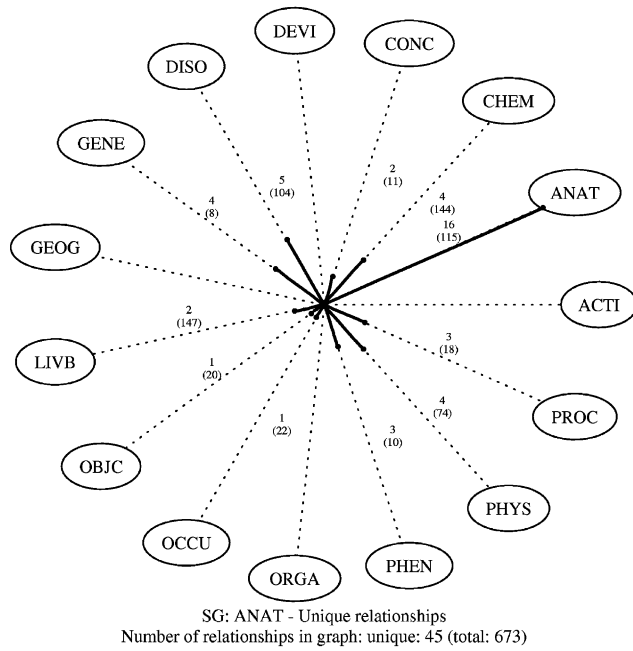 DEVI
CONC
DISO
CHEM
GENE
2
(11)
5
(104)
4
(144)
4
(8)
ANAT
16
(115)
GEOG
ACTI
2
(147)
3
(18)
LIVB
1
(20)
4
(74)
PROC
1
(22)
3
(10)
OBJC
PHYS
OCCU
PHEN
ORGA
SG: ANAT - Unique relationships
Number of relationships in graph: unique: 45 (total: 673)